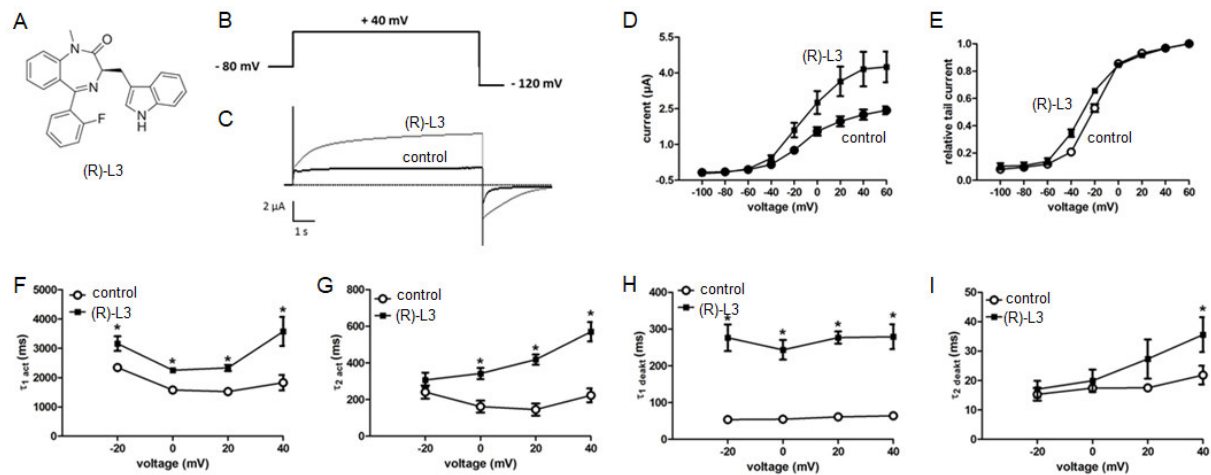 A
N
O
N
F
N
H
(R)-L3
B
+ 40 mV
- 80 mV
- 120 mV
C
(R)-L3
control
2 µA
1 s
D
current (µA)
5.5
4.5
3.5
2.5
1.5
0.5
-0.5
(R)-L3
control
-100 -80 -60 -40 -20 0 20 40 60
voltage (mV)
E
relative tail current
1.0
0.8
0.6
0.4
0.2
0.0
(R)-L3
control
-100 -80 -60 -40 -20 0 20 40 60
voltage (mV)
F
τ1 act (ms)
5000
4000
3000
2000
1000
0
control
(R)-L3
* * * *
-20 0 20 40
voltage (mV)
G
τ2 act (ms)
800
600
400
200
0
control
(R)-L3
* * *
-20 0 20 40
voltage (mV)
H
τ1 deakt (ms)
400
300
200
100
0
control
(R)-L3
* * * *
-20 0 20 40
voltage (mV)
I
τ2 deakt (ms)
50
40
30
20
10
0
control
(R)-L3
*
-20 0 20 40
voltage (mV)